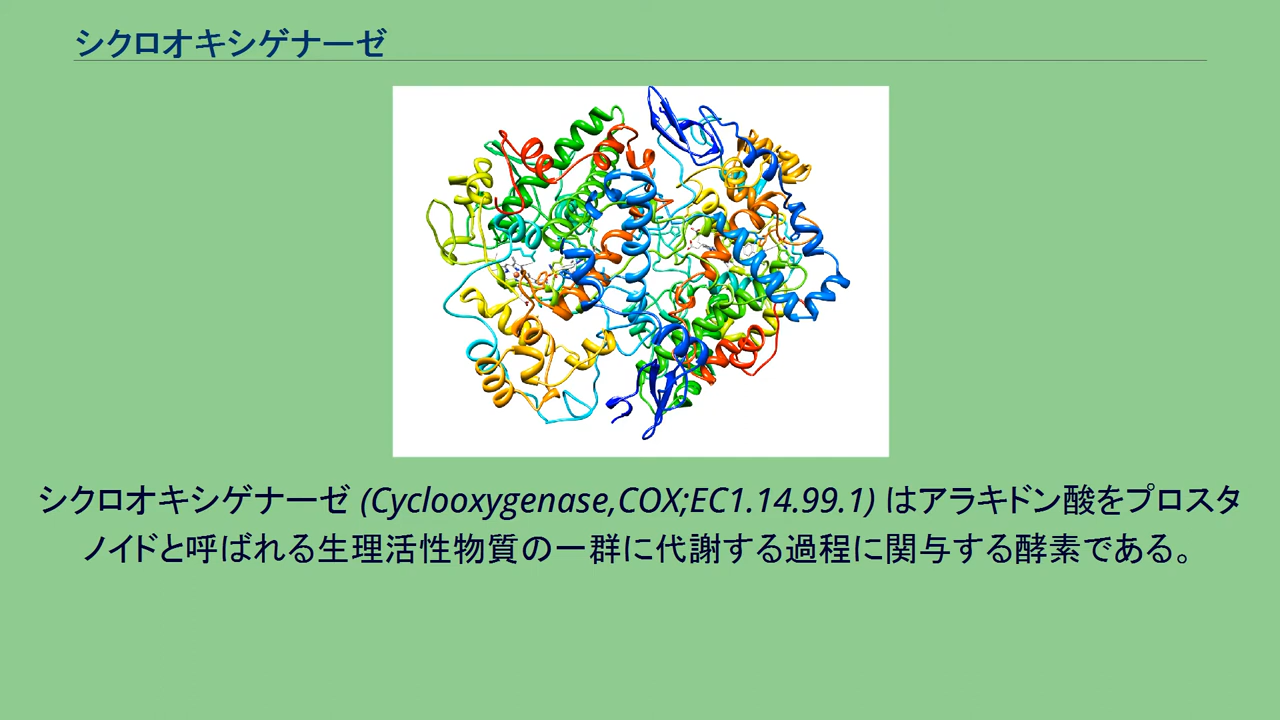 シクロオキシゲナーゼ
シクロオキシゲナーゼ (Cyclooxygenase,COX;EC1.14.99.1) はアラキドン酸をプロスタ
ノイドと呼ばれる生理活性物質の一群に代謝する過程に関与する酵素である。